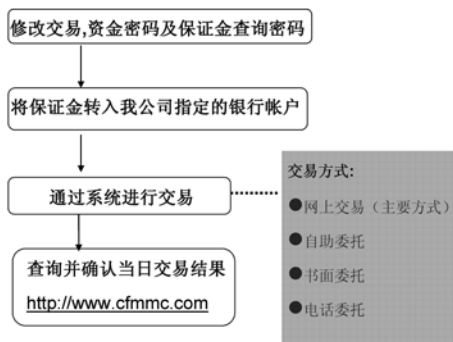 修改交易,资金密码及保证金查询密码
将保证金转入我公司指定的银行帐户
通过系统进行交易
交易方式:
●网上交易（主要方式）
●自助委托
●书面委托
●电话委托
查询并确认当日交易结果
http://www.cfmmc.com